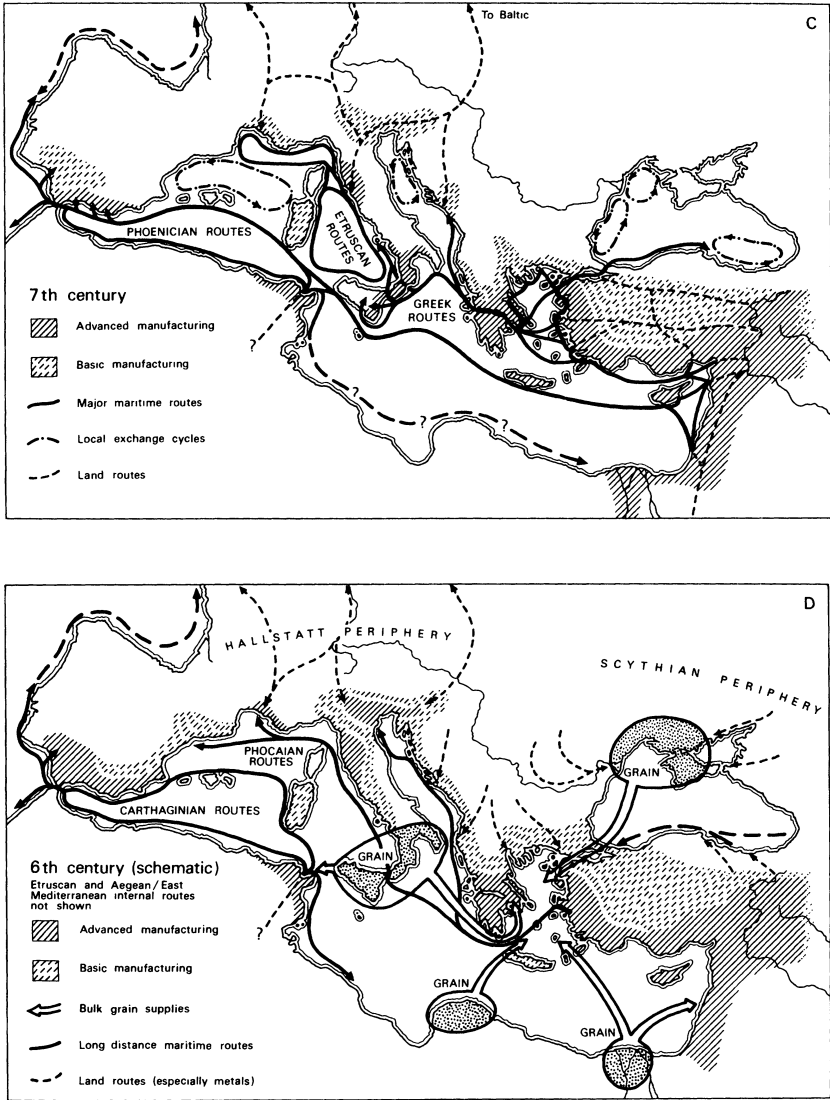 To Baltic
C
PHOENICIAN ROUTES
ETRUSCAN
ROUTES
GREEK
ROUTES
7th century
Advanced manufacturing
Basic manufacturing
Major maritime routes
Local exchange cycles
Land routes
?
?
?
?
D
HALLSTATT PERIPHERY
SCYTHIAN PERIPHERY
PHOCAIAN
ROUTES
CARTHAGINIAN ROUTES
GRAIN
GRAIN
GRAIN
GRAIN
6th century (schematic)
Etruscan and Aegean/East
Mediterranean internal routes
not shown
Advanced manufacturing
Basic manufacturing
Bulk grain supplies
Long distance maritime routes
Land routes (especially metals)
?